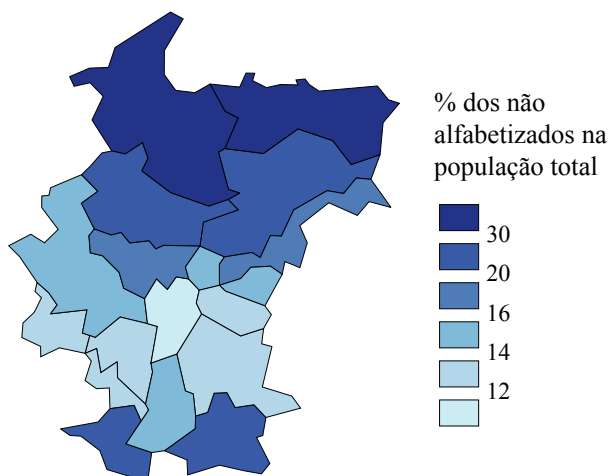 % dos não
alfabetizados na
população total
30
20
16
14
12